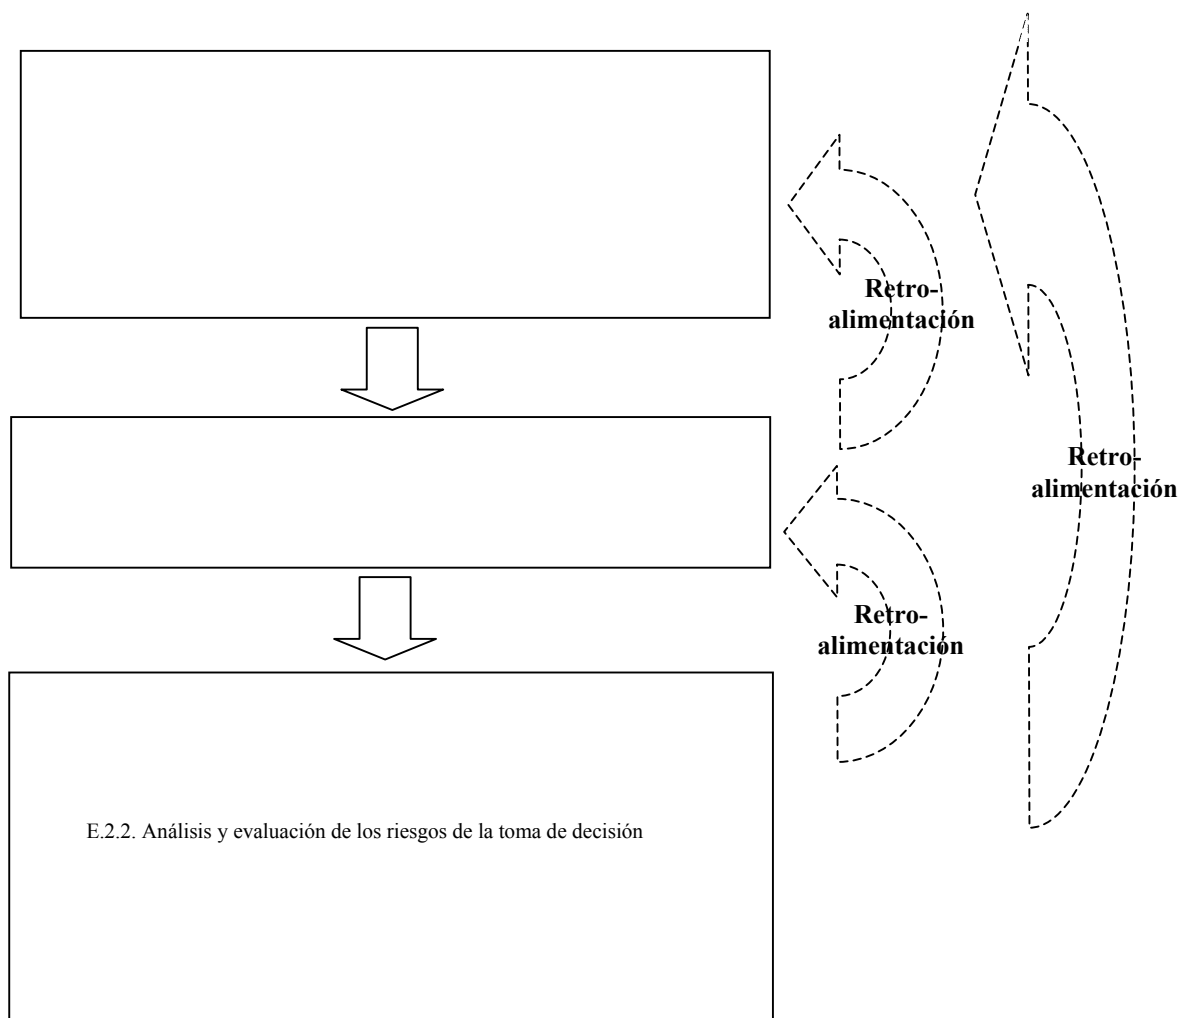 Retro-
alimentación
Retro-
alimentación
Retro-
alimentación
E.2.2. Análisis y evaluación de los riesgos de la toma de decisión